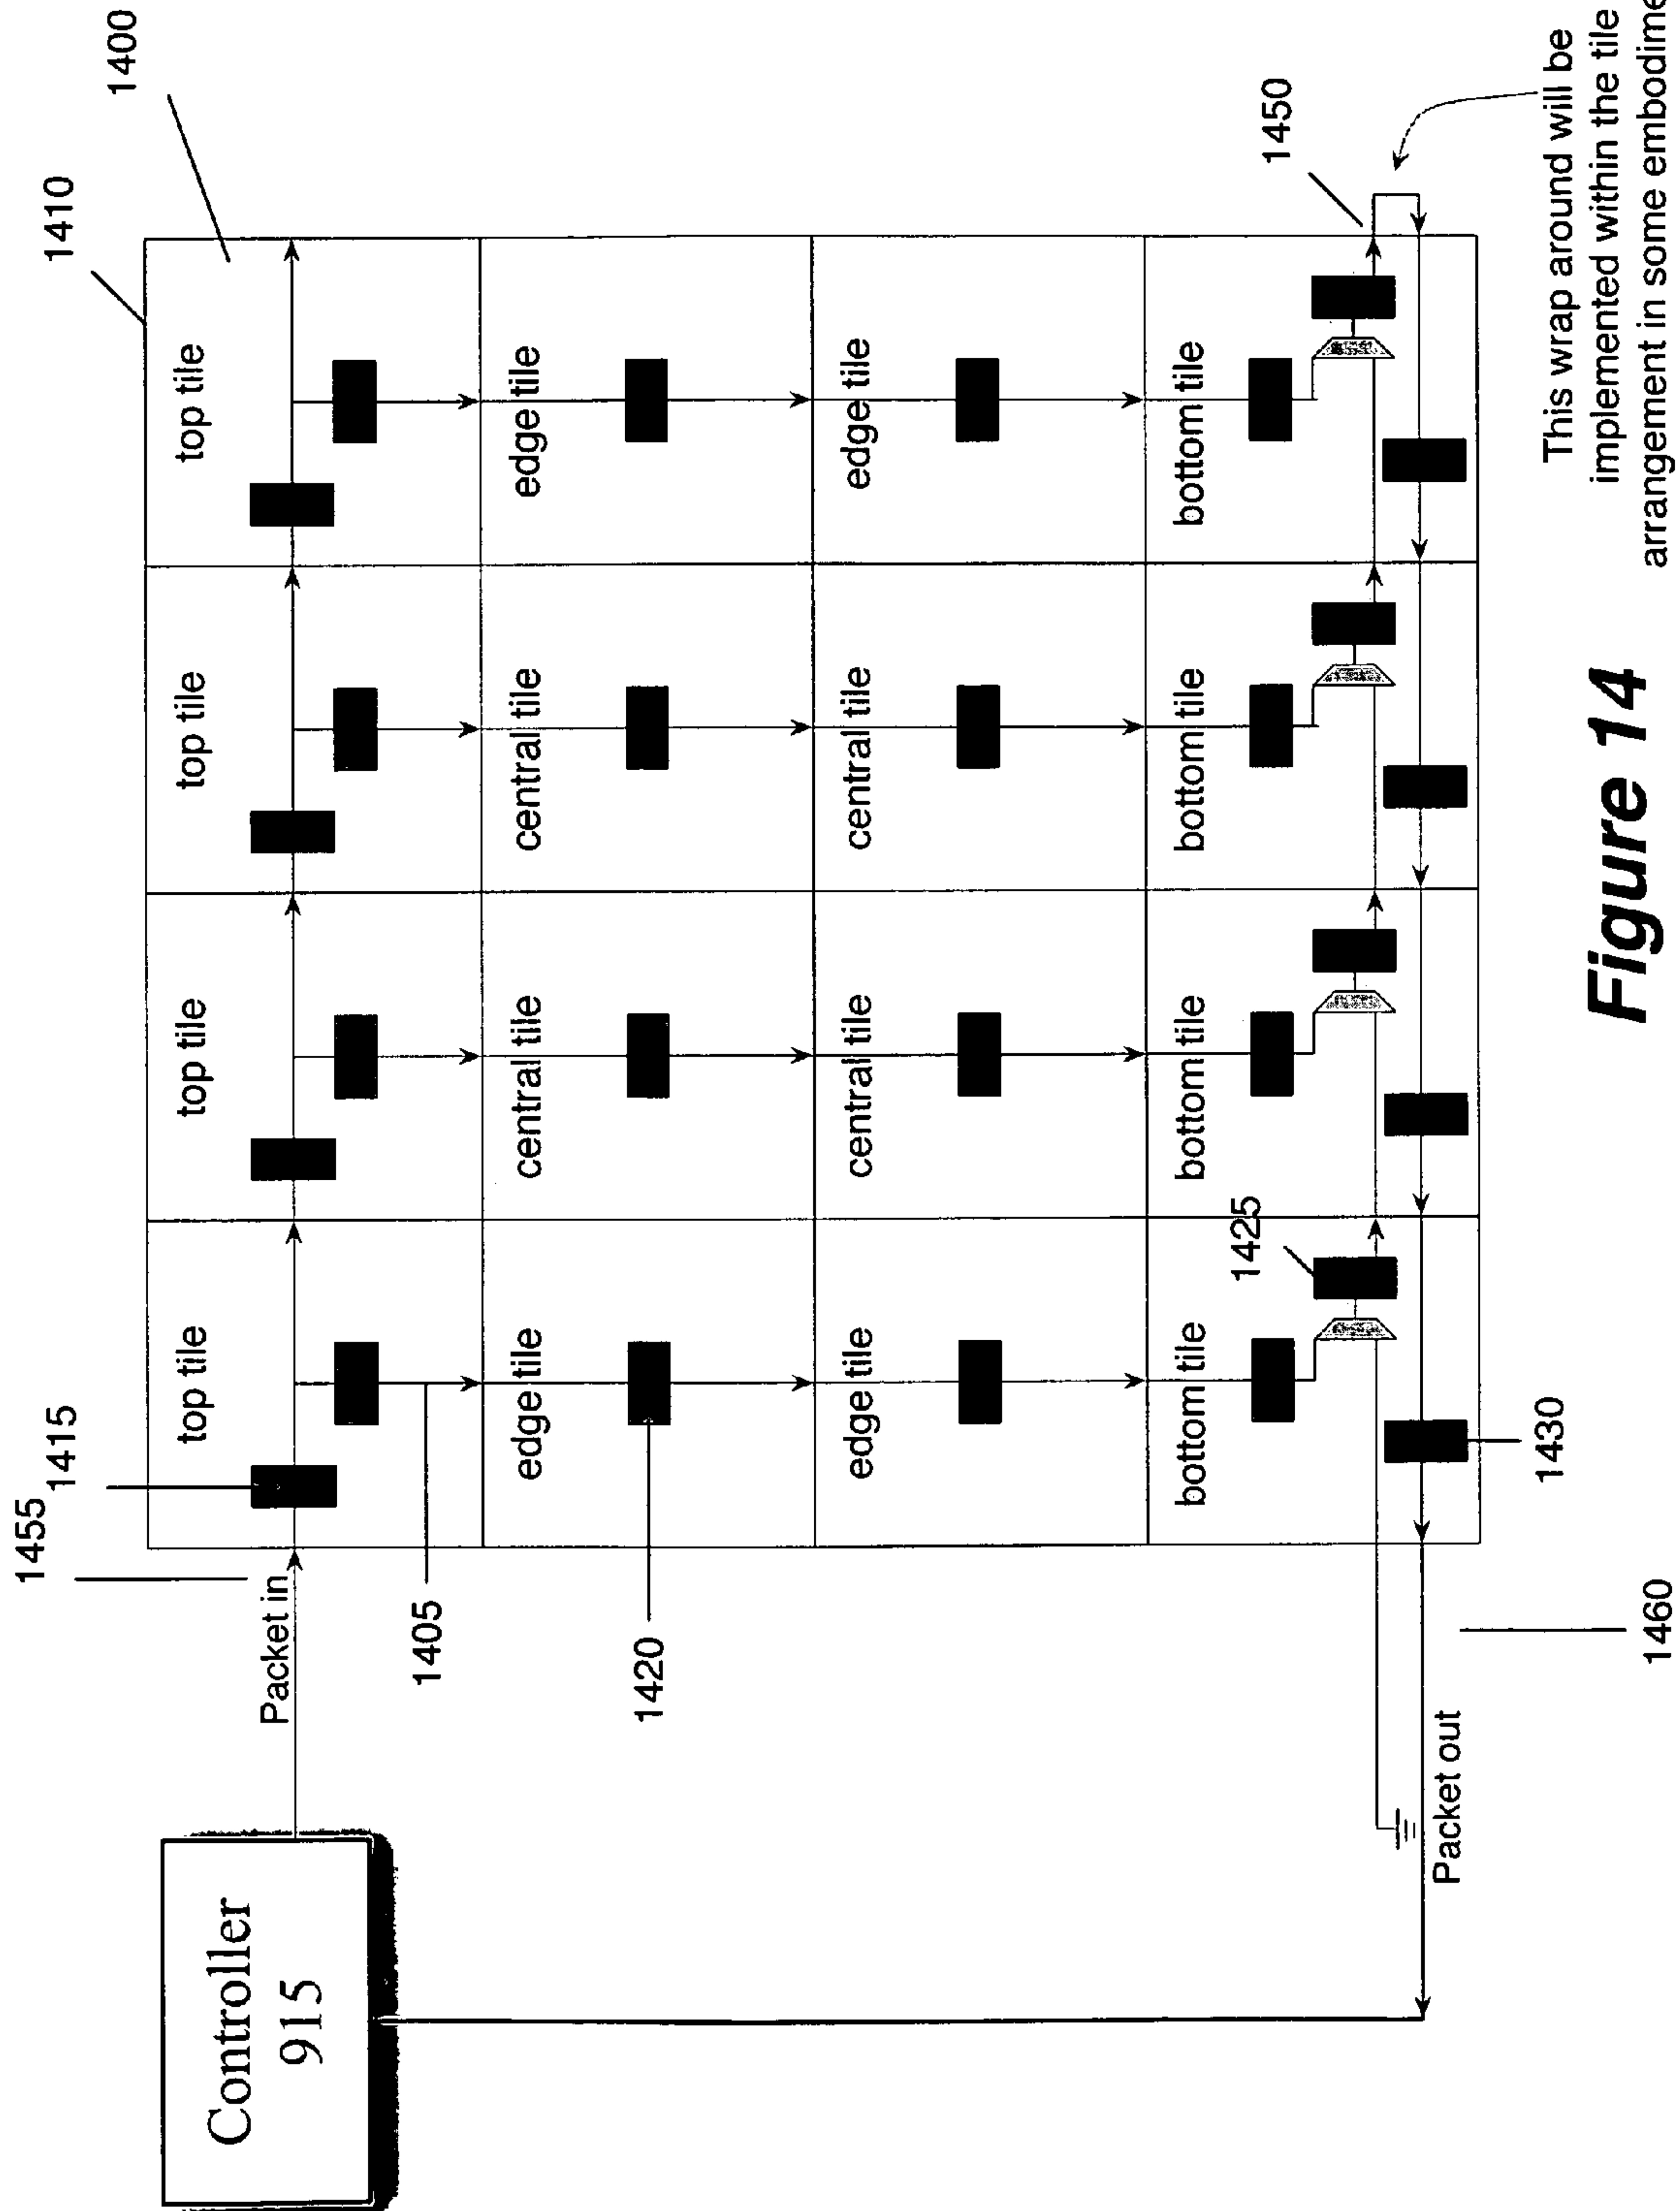 1455
1415
1410
1400
top tile
top tile
top tile
top tile
Controller
915
Packet in
1405
edge tile
central tile
central tile
edge tile
1420
edge tile
central tile
central tile
edge tile
bottom tile
bottom tile
bottom tile
bottom tile
1425
1450
Packet out
1430
1460
This wrap around will be
implemented within the tile
arrangement in some embodime
Figure 14